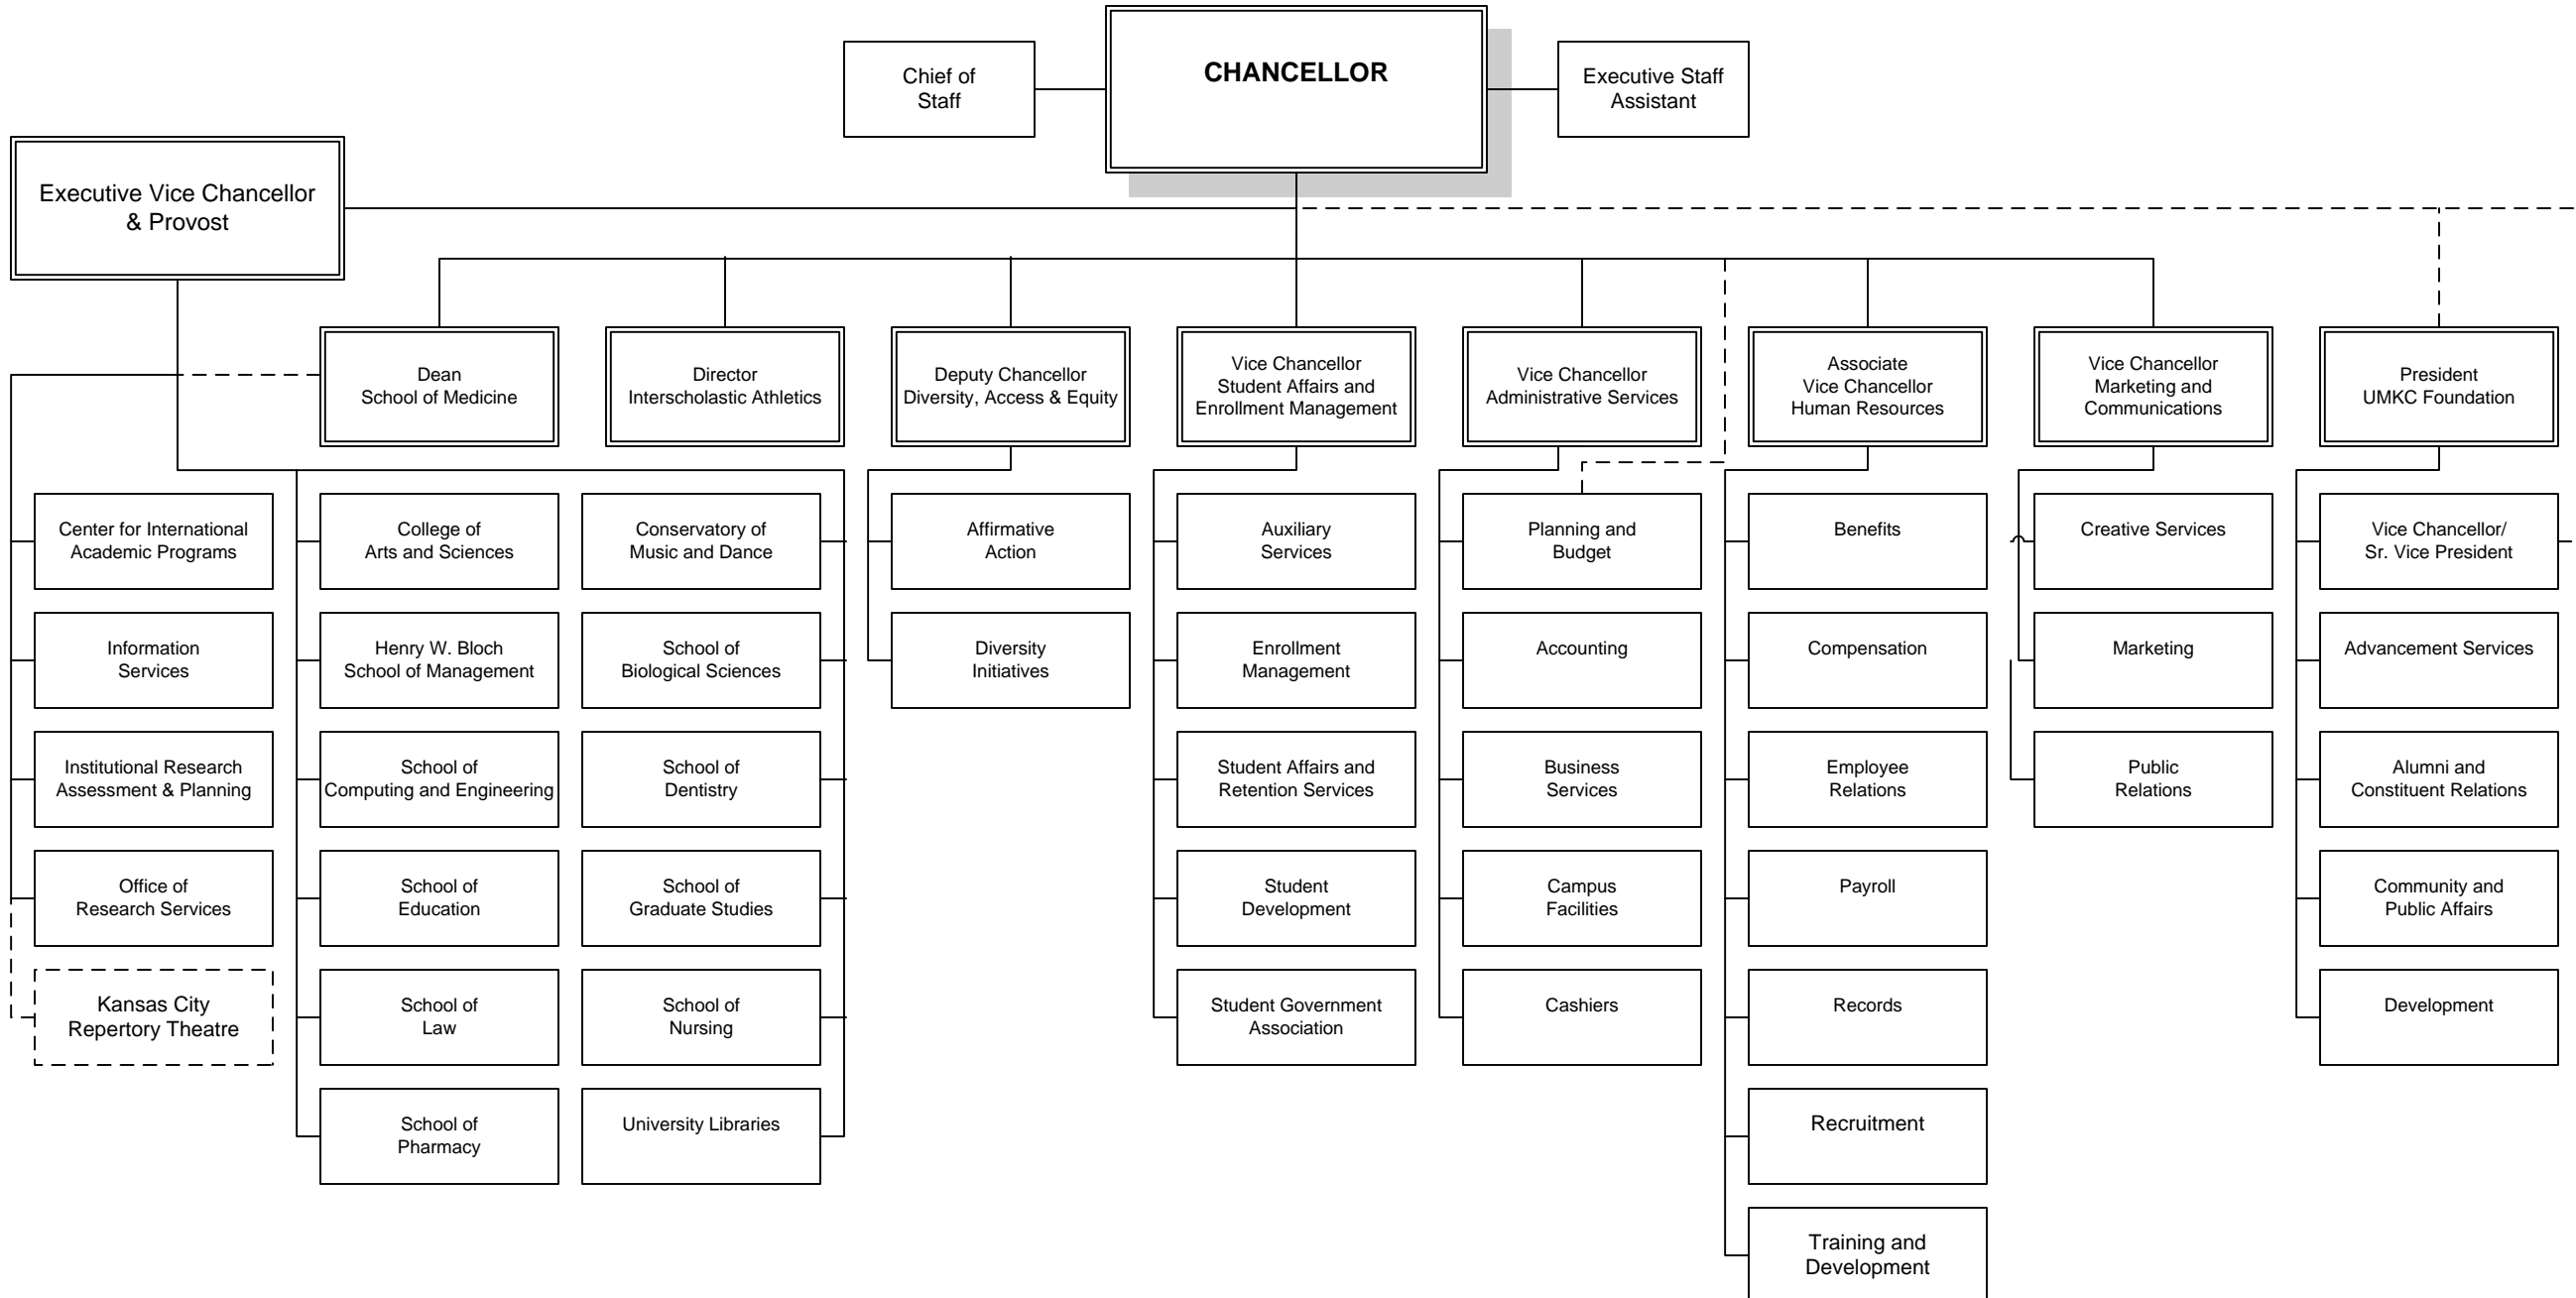 CHANCELLOR
Chief of
Staff
Executive Staff
Assistant
Executive Vice Chancellor
& Provost
Dean
School of Medicine
Director
Interscholastic Athletics
Deputy Chancellor
Diversity, Access & Equity
Vice Chancellor
Student Affairs and
Enrollment Management
Vice Chancellor
Administrative Services
Associate
Vice Chancellor
Human Resources
Vice Chancellor
Marketing and
Communications
President
UMKC Foundation
Center for International
Academic Programs
Information
Services
Institutional Research
Assessment & Planning
Office of
Research Services
Kansas City
Repertory Theatre
College of
Arts and Sciences
Henry W. Bloch
School of Management
School of
Computing and Engineering
School of
Education
School of
Law
School of
Pharmacy
Conservatory of
Music and Dance
School of
Biological Sciences
School of
Dentistry
School of
Graduate Studies
School of
Nursing
University Libraries
Affirmative
Action
Diversity
Initiatives
Auxiliary
Services
Enrollment
Management
Student Affairs and
Retention Services
Student
Development
Student Government
Association
Planning and
Budget
Accounting
Business
Services
Campus
Facilities
Cashiers
Benefits
Compensation
Employee
Relations
Payroll
Records
Recruitment
Training and
Development
Creative Services
Marketing
Public
Relations
Vice Chancellor/
Sr. Vice President
Advancement Services
Alumni and
Constituent Relations
Community and
Public Affairs
Development